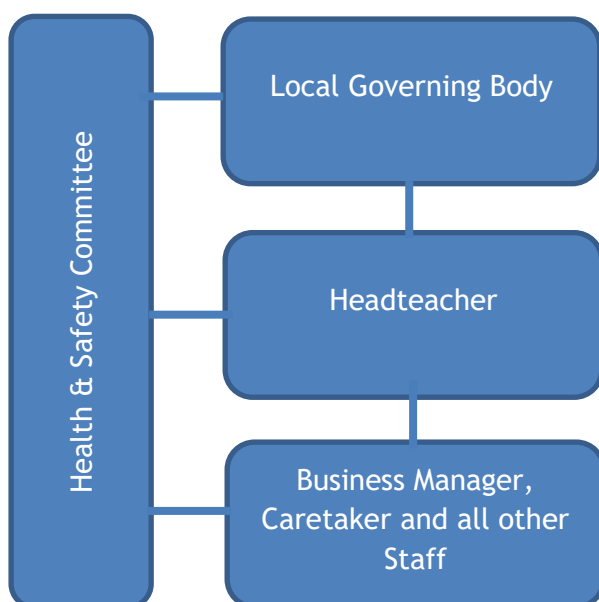 Health & Safety Committee
Local Governing Body
Headteacher
Business Manager,
Caretaker and all other
Staff